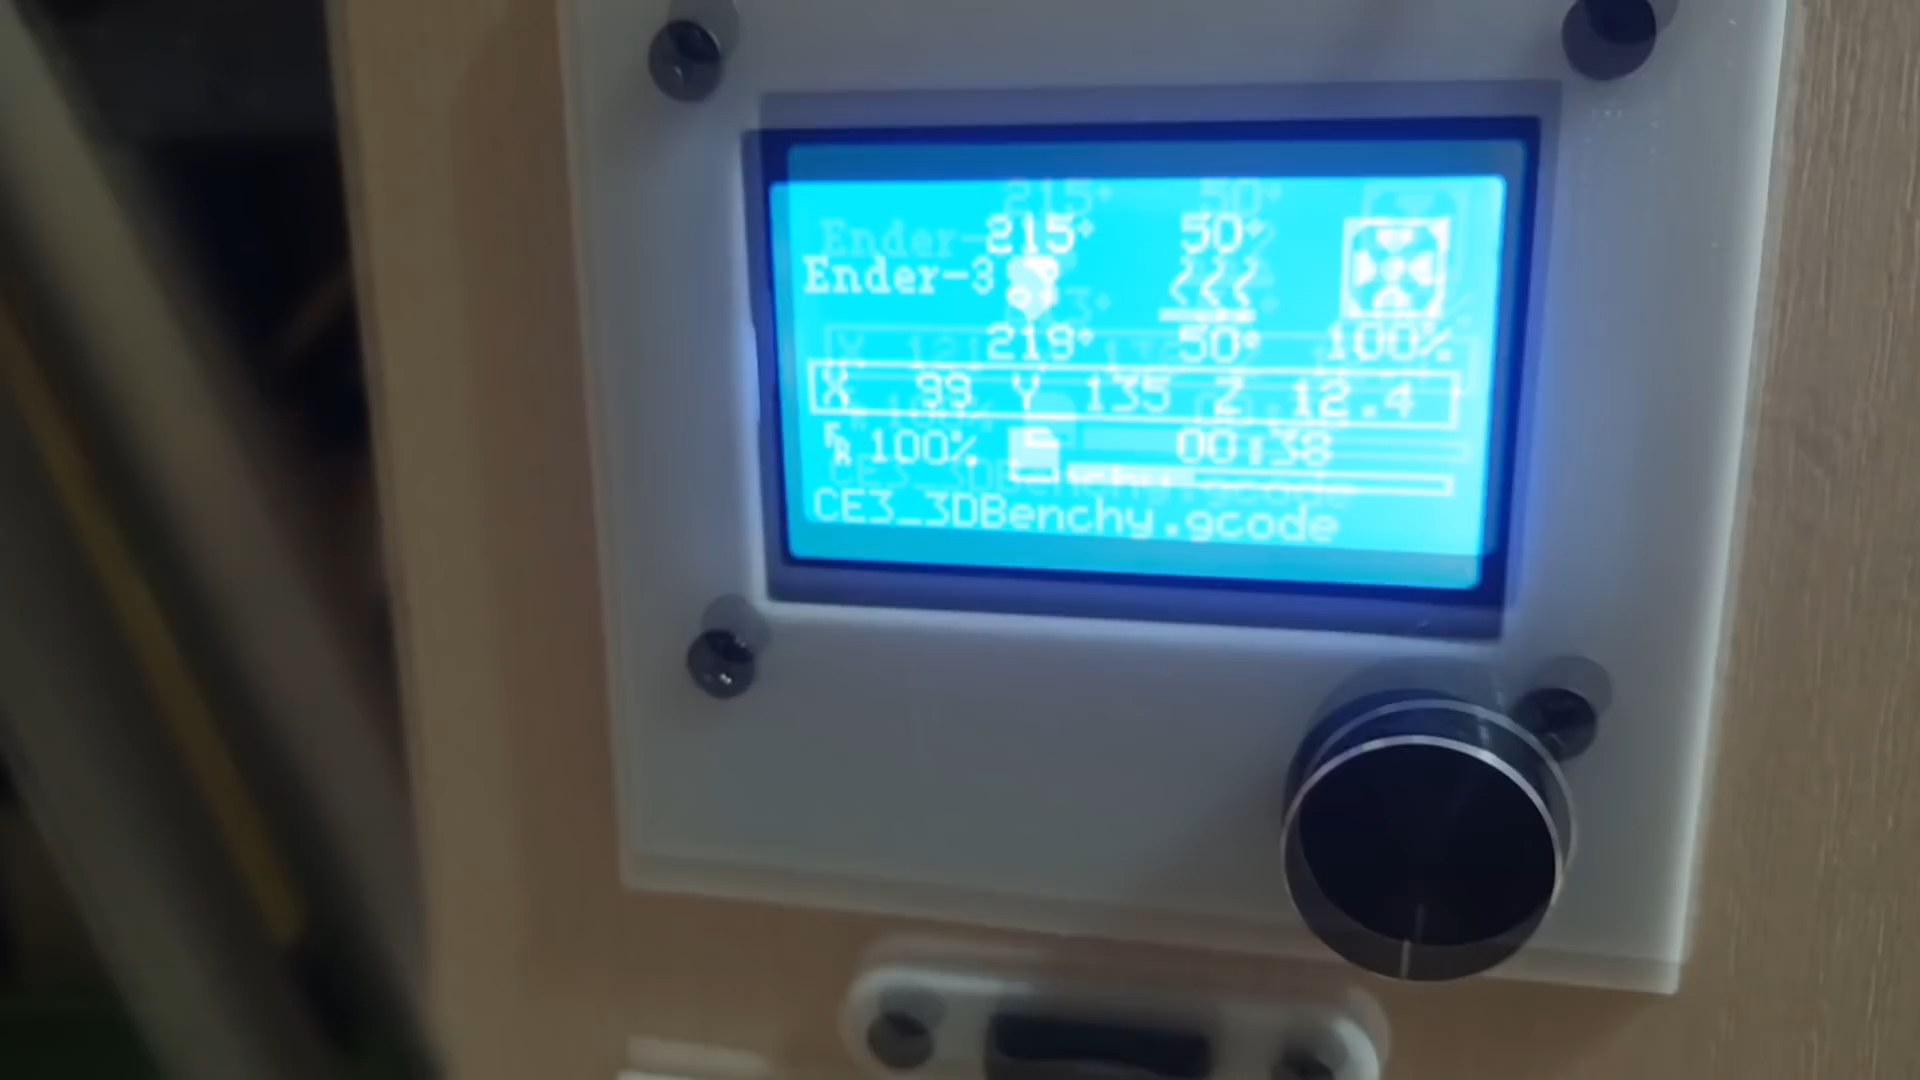 215° 50°
Ender-3
219° 50° 100%
X 99 Y 135 Z 12.4
FR 100% 00:38
CE3_3DBenchy.gcode